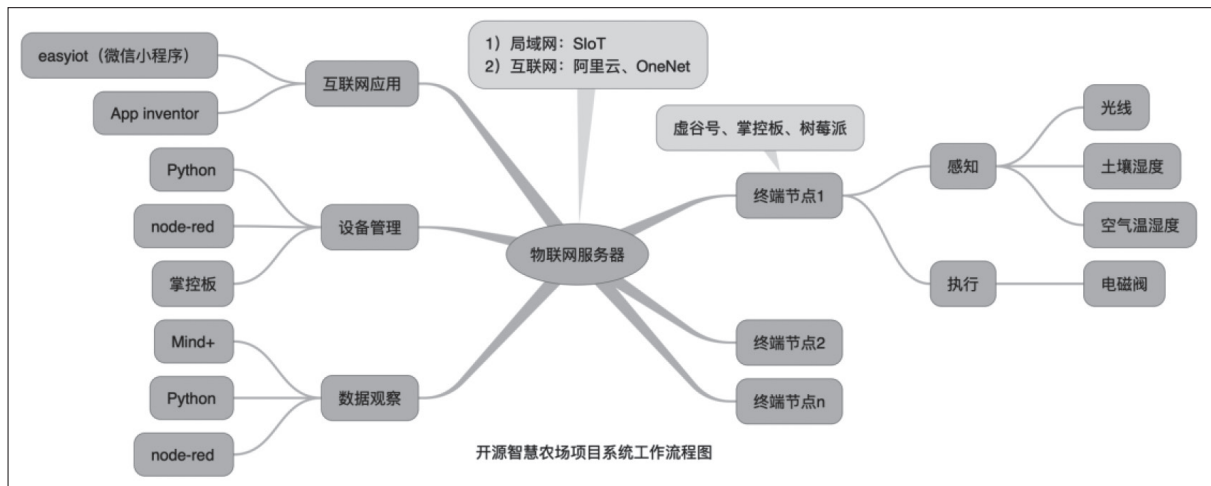 1）局域网：SIoT
2）互联网：阿里云、OneNet
easyiot（微信小程序）
App inventor
互联网应用
Python
node-red
掌控板
设备管理
Mind+
Python
node-red
数据观察
物联网服务器
虚谷号、掌控板、树莓派
终端节点1
感知
光线
土壤湿度
空气温湿度
执行
电磁阀
终端节点2
终端节点n
开源智慧农场项目系统工作流程图